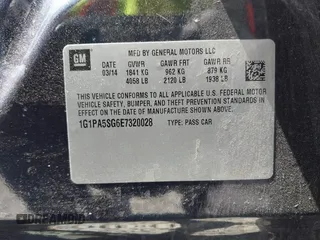 MFD BY GENERAL MOTORS LLC
GM
DATE GVWR GAWR FRT GAWR RR
03/14 1841 KG 962 KG 879 KG
4058 LB 2120 LB 1938 LB
THIS VEHICLE CONFORMS TO ALL APPLICABLE U.S. FEDERAL MOTOR VEHICLE
SAFETY, BUMPER, AND THEFT PREVENTION STANDARDS IN EFFECT
ON THE DATE OF MANUFACTURE SHOWN ABOVE.
1G1PA5SG6E7320028 TYPE: PASS CAR
DREAMBID